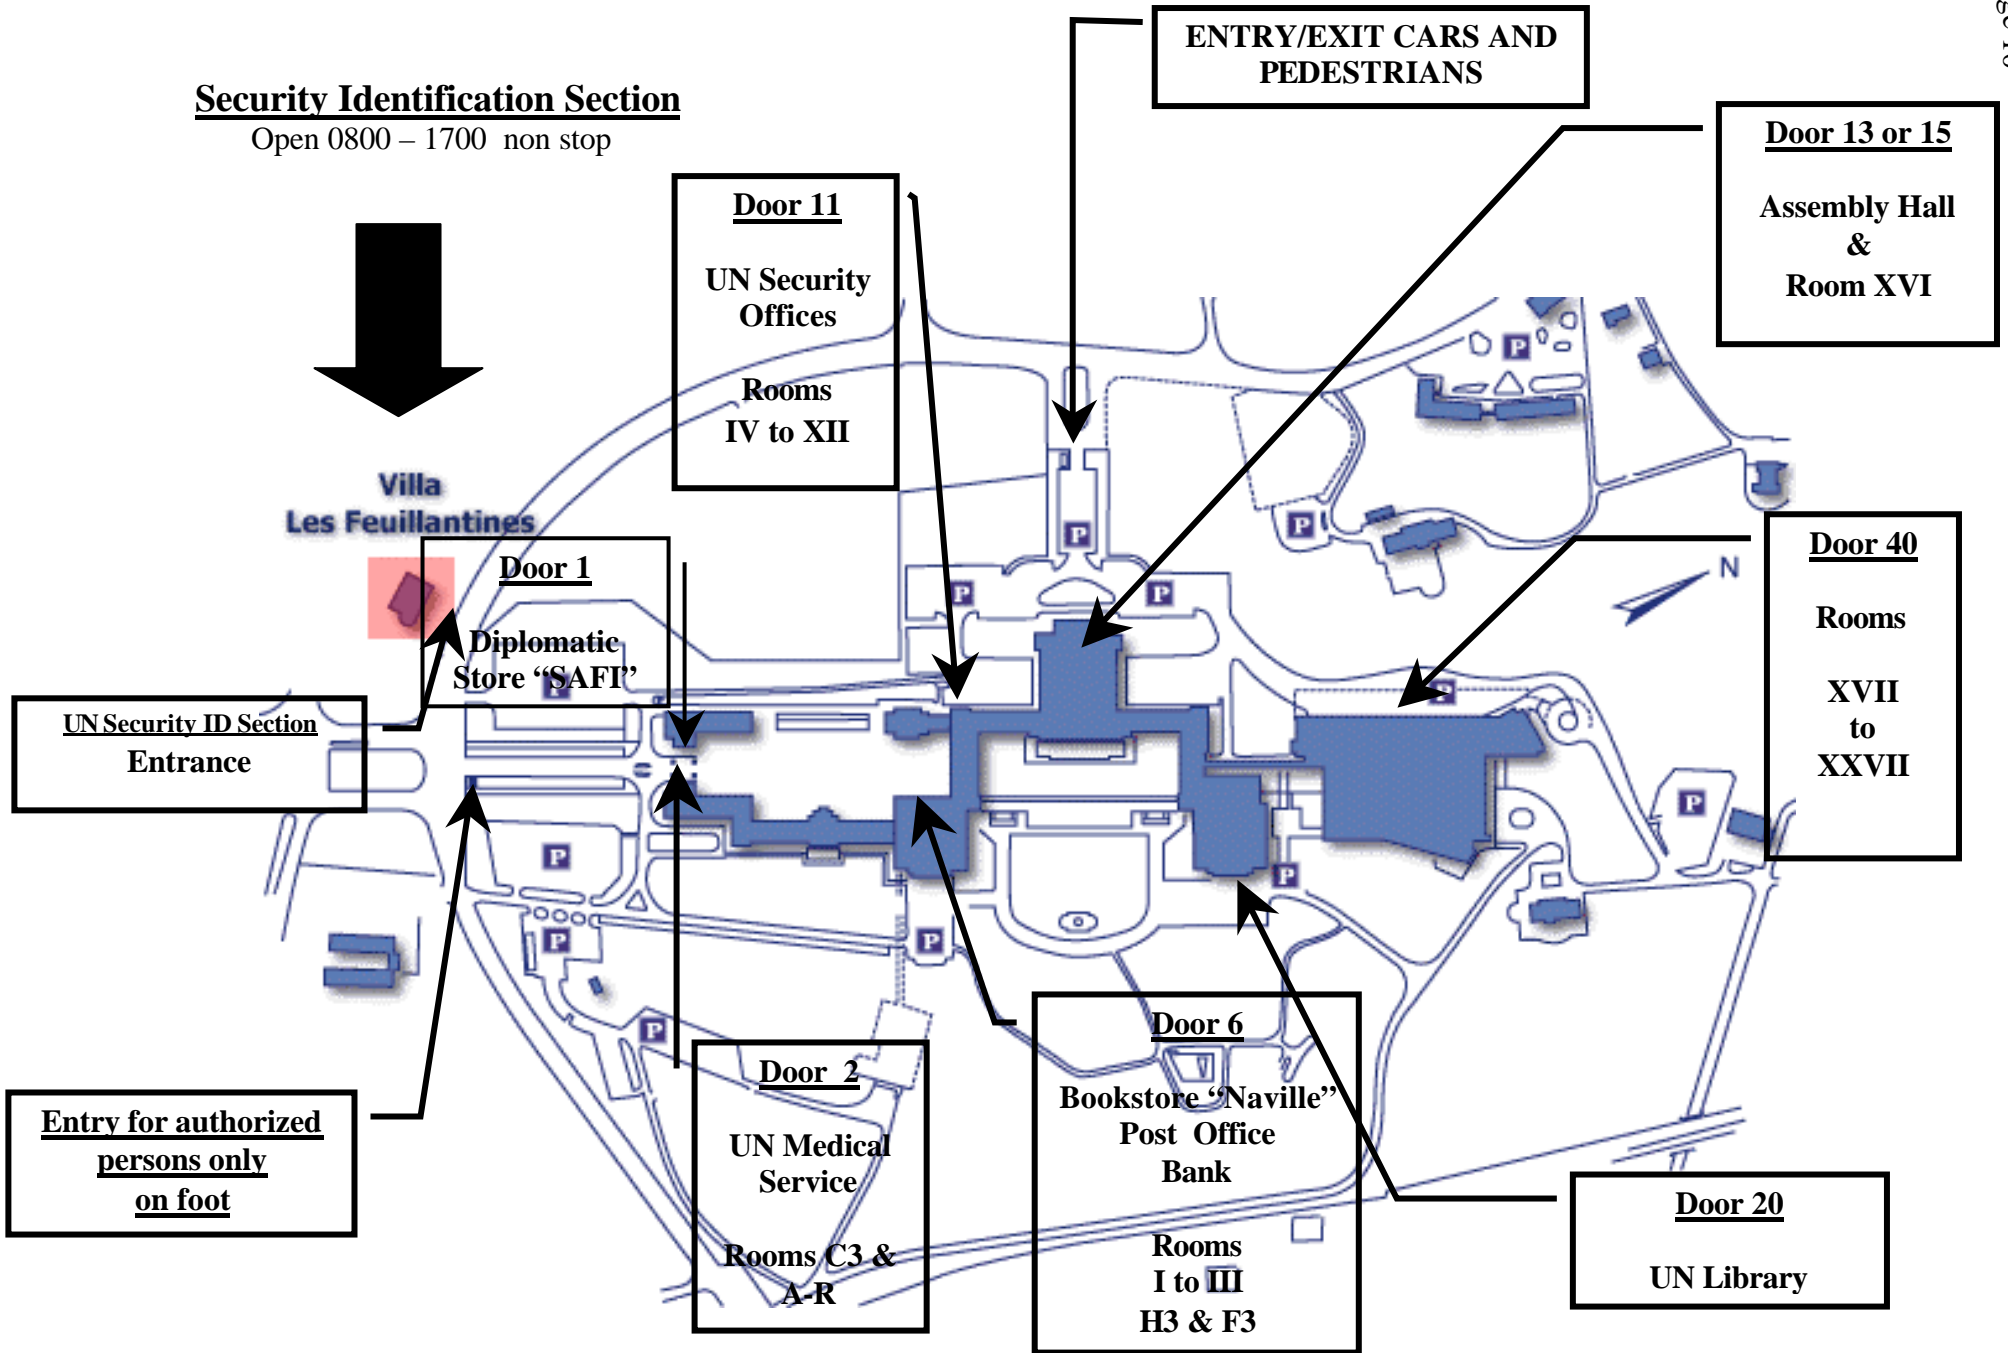 ENTRY/EXIT CARS AND
PEDESTRIANS
Security Identification Section
Open 0800 – 1700 non stop
Door 13 or 15
Assembly Hall
&
Room XVI
Door 11
UN Security
Offices
Rooms
IV to XII
P
Villa
Les Feuillantines
P
P
Door 1
Diplomatic
Store “SAFI”
P
P
P
N
Door 40
Rooms
XVII
to
XXVII
P
P
UN Security ID Section
Entrance
P
P
P
P
P
P
Door 6
Bookstore “Naville”
Post Office
Bank
Rooms
I to III
H3 & F3
Door 2
UN Medical
Service
Rooms C3 &
A-R
Entry for authorized
persons only
on foot
Door 20
UN Library